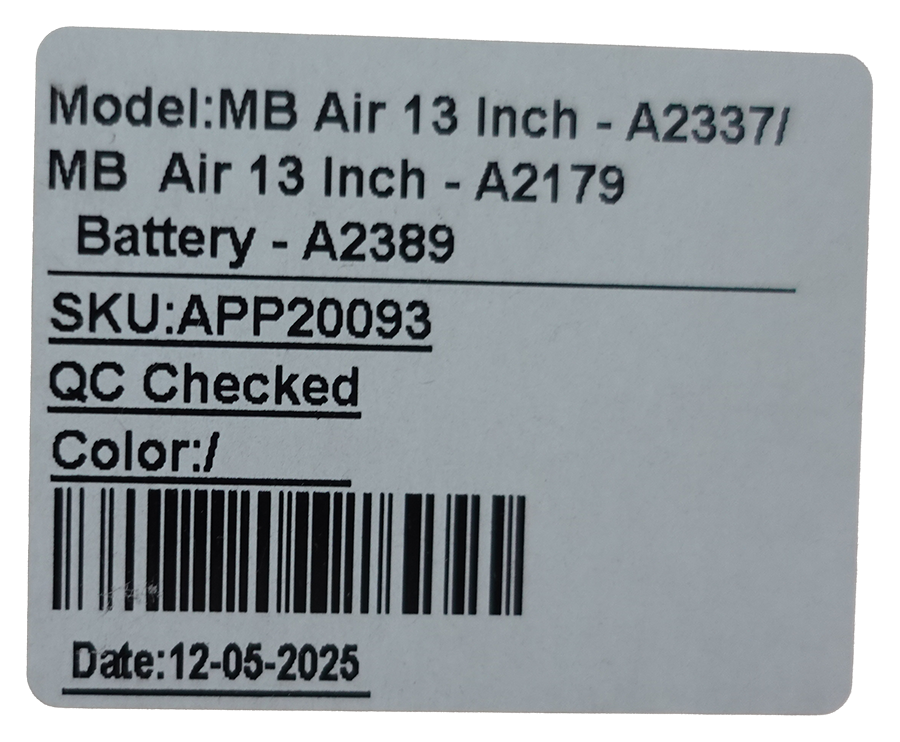 Model:MB Air 13 Inch - A2337/
MB Air 13 Inch - A2179
Battery - A2389
SKU:APP20093
QC Checked
Color:/
Date:12-05-2025